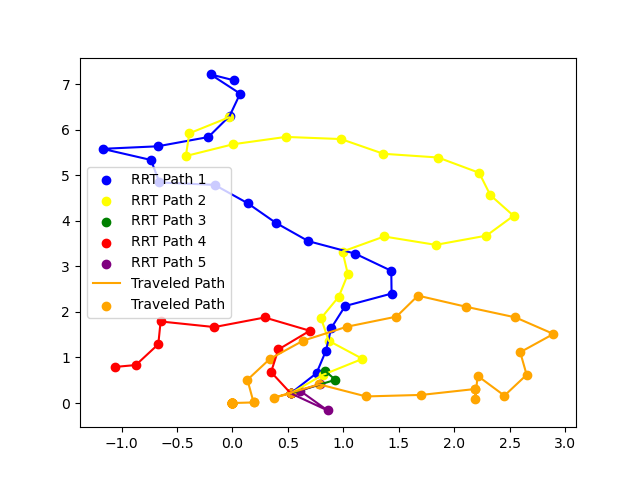 7
6
5
4
3
2
1
0
RRT Path 1
RRT Path 2
RRT Path 3
RRT Path 4
RRT Path 5
Traveled Path
Traveled Path
−1.0 −0.5 0.0 0.5 1.0 1.5 2.0 2.5 3.0